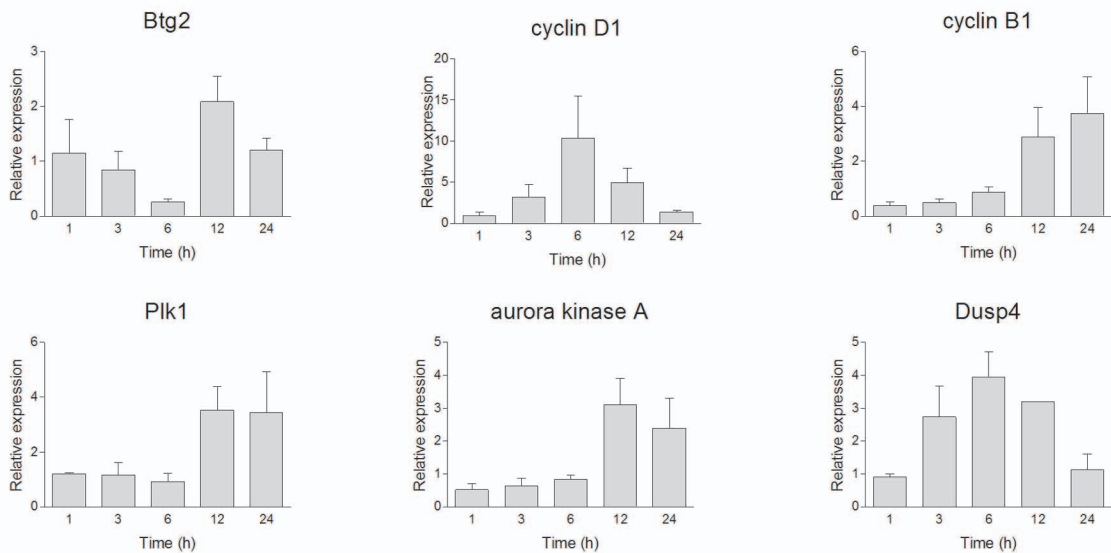 Btg2
Relative expression
3
2
1
0
1 3 6 12 24
Time (h)
cyclin D1
Relative expression
20
15
10
5
0
1 3 6 12 24
Time (h)
cyclin B1
Relative expression
6
4
2
0
1 3 6 12 24
Time (h)
Plk1
Relative expression
6
4
2
0
1 3 6 12 24
Time (h)
aurora kinase A
Relative expression
5
4
3
2
1
0
1 3 6 12 24
Time (h)
Dusp4
Relative expression
5
4
3
2
1
0
1 3 6 12 24
Time (h)